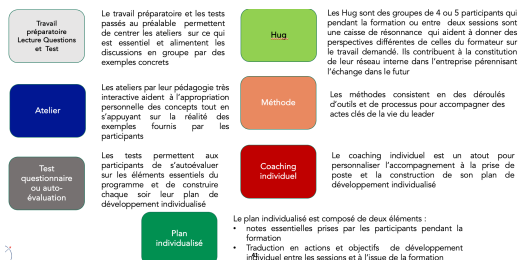 Travail
préparatoire
Lecture Questions
et Test
Le travail préparatoire et les tests
passés au préalable permettent
de centrer les ateliers sur ce qui
est essentiel et alimentent les
discussions en groupe par des
exemples concrets
Hug
Les Hug sont des groupes de 4 ou 5 participants qui
pendant la formation ou entre deux sessions sont
une caisse de résonnance qui aident à donner des
perspectives différentes de celles du formateur sur
le travail demandé. Ils contribuent à la constitution
de leur réseau interne dans l'entreprise pérennisant
l'échange dans le futur
Atelier
Les ateliers par leur pédagogie très
interactive aident à l'appropriation
personnelle des concepts tout en
s'appuyant sur la réalité des
exemples fournis par les
participants
Méthode
Les méthodes consistent en des déroulés
d'outils et de processus pour accompagner des
actes clés de la vie du leader
Test
questionnaire
ou auto-
évaluation
Les tests permettent aux
participants de s'autoévaluer
sur les éléments essentiels du
programme et de construire
chaque soir leur plan de
développement individualisé
Coaching
individuel
Le coaching individuel est un atout pour
personnaliser l'accompagnement à la prise de
poste et la construction de son plan de
développement individualisé
Plan
individualisé
Le plan individualisé est composé de deux éléments :
• notes essentielles prises par les participants pendant la
formation
• Traduction en actions et objectifs de développement
individuel entre les sessions et à l'issue de la formation